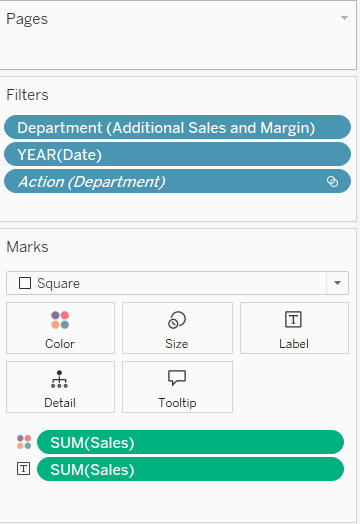 Pages
Filters
Department (Additional Sales and Margin)
YEAR(Date)
Action (Department)
Marks
Square
Color
Size
T
Label
Detail
Tooltip
SUM(Sales)
T
SUM(Sales)